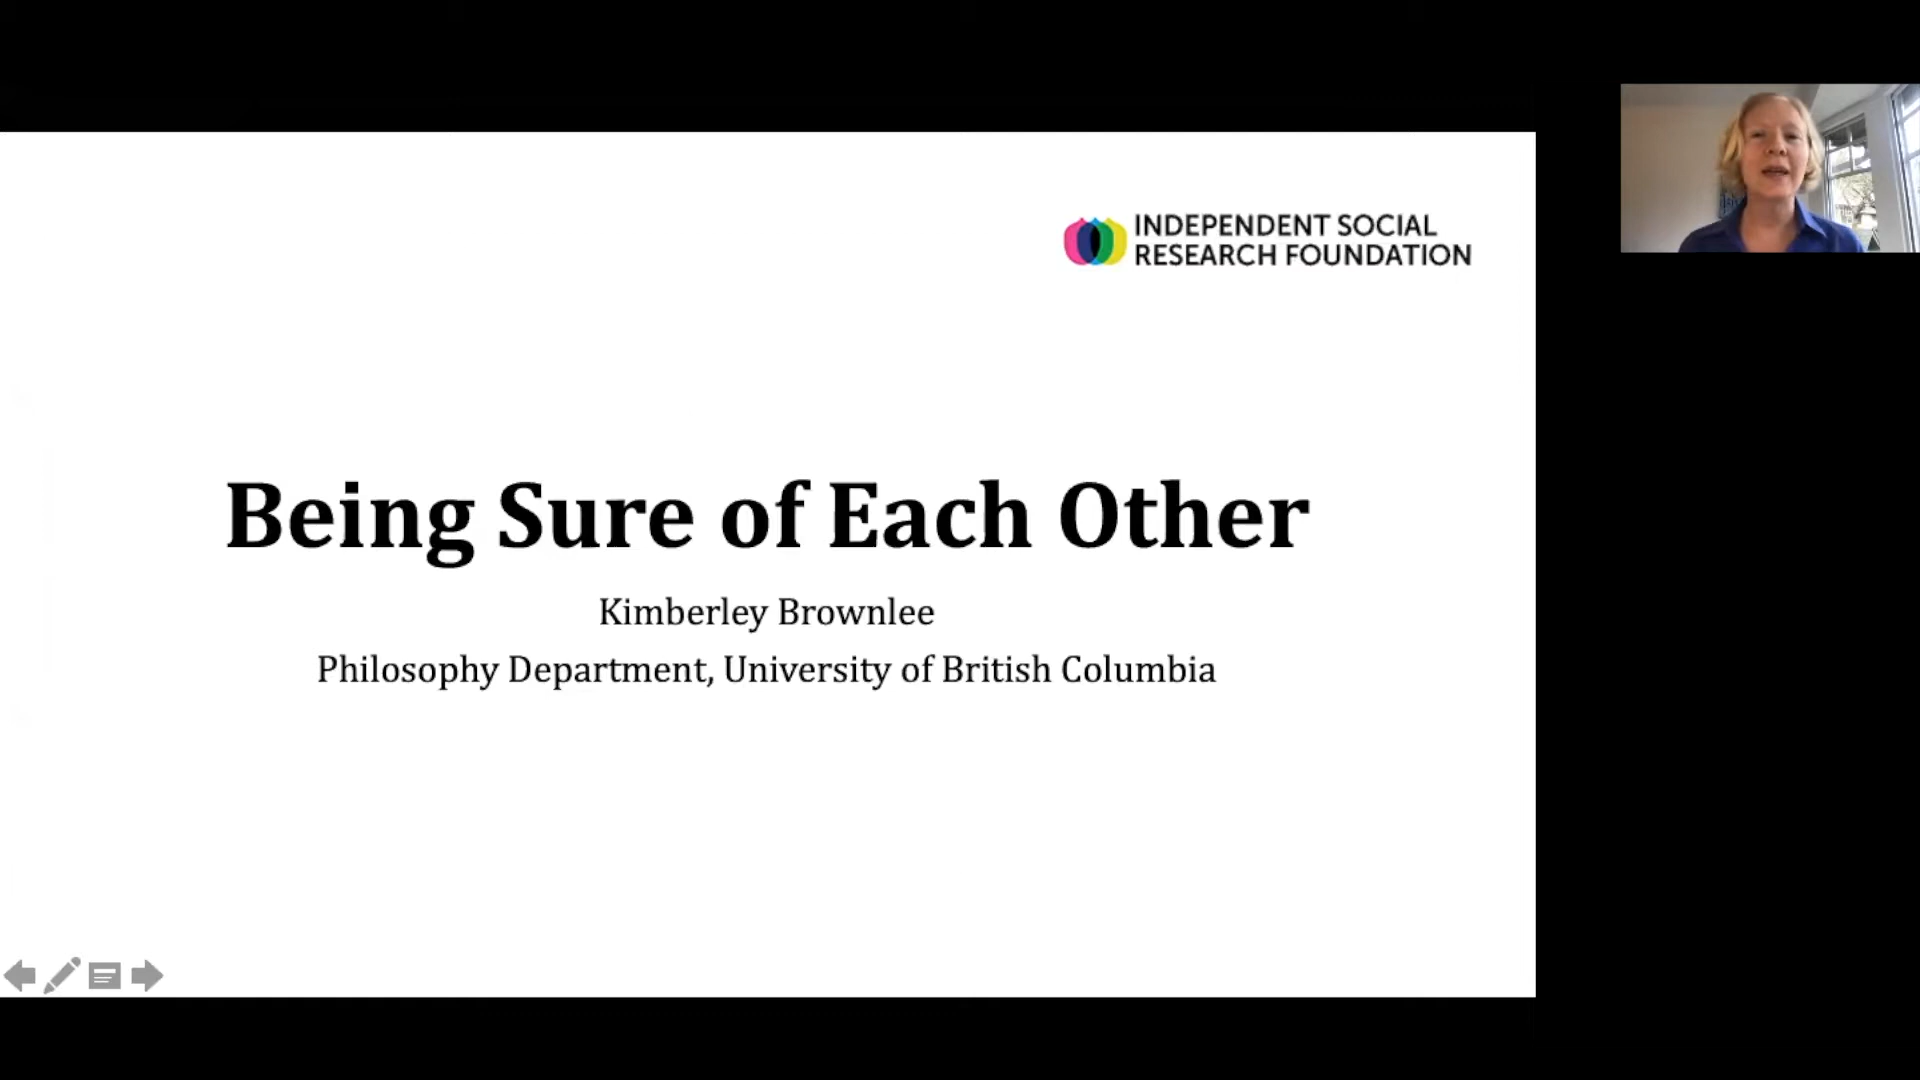 INDEPENDENT SOCIAL
RESEARCH FOUNDATION
Being Sure of Each Other
Kimberley Brownlee
Philosophy Department, University of British Columbia